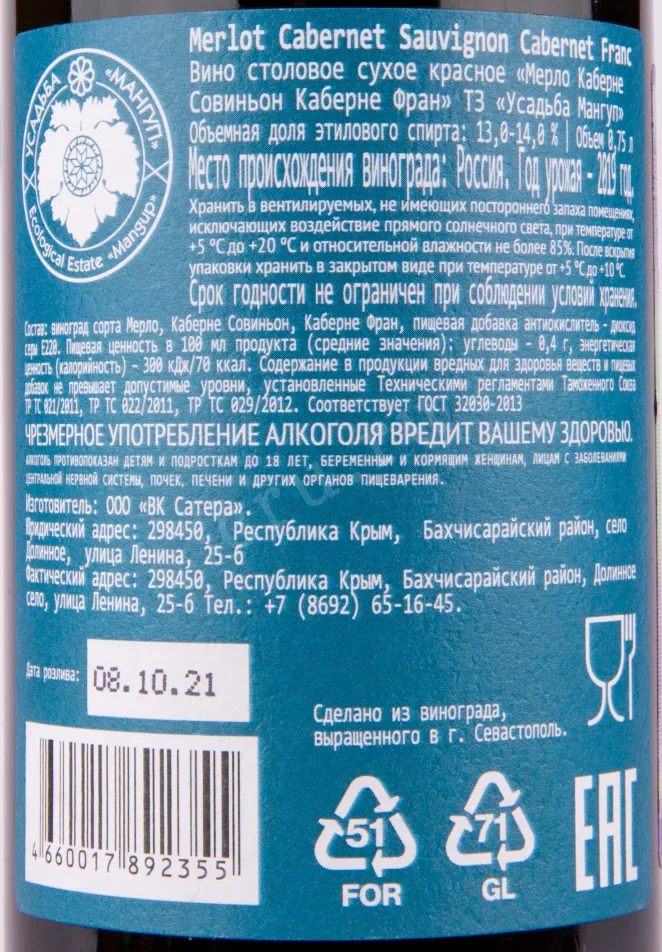 УСАДЬБА «МАНГУП»
Ecological Estate «Mangup»
Merlot Cabernet Sauvignon Cabernet Franc
Вино столовое сухое красное «Мерло Каберне
Совиньон Каберне Фран» ТЗ «Усадьба Мангуп»
Объемная доля этилового спирта: 13,0-14,0 % | Объем 0,75 л
Место происхождения винограда: Россия. Год урожая - 2019 год.
Хранить в вентилируемых, не имеющих постороннего запаха помещениях,
исключающих воздействие прямого солнечного света, при температуре от
+5 °С до +20 °С и относительной влажности не более 85%. После вскрытия
упаковки хранить в закрытом виде при температуре от +5 °С до +10 °С.
Срок годности не ограничен при соблюдении условий хранения.
Состав: виноград сорта Мерло, Каберне Совиньон, Каберне Фран, пищевая добавка антиокислитель - диоксид
серы Е220. Пищевая ценность в 100 мл продукта (средние значения): углеводы - 0,4 г, энергетическая
ценность (калорийность) - 300 кДж/70 ккал. Содержание в продукции вредных для здоровья веществ и пищевых
добавок не превышает допустимые уровни, установленные Техническими регламентами Таможенного Союза
ТР ТС 021/2011, ТР ТС 022/2011, ТР ТС 029/2012. Соответствует ГОСТ 32030-2013
ЧРЕЗМЕРНОЕ УПОТРЕБЛЕНИЕ АЛКОГОЛЯ ВРЕДИТ ВАШЕМУ ЗДОРОВЬЮ.
АЛКОГОЛЬ ПРОТИВОПОКАЗАН ДЕТЯМ И ПОДРОСТКАМ ДО 18 ЛЕТ, БЕРЕМЕННЫМ И КОРМЯЩИМ ЖЕНЩИНАМ, ЛИЦАМ С ЗАБОЛЕВАНИЯМИ
ЦЕНТРАЛЬНОЙ НЕРВНОЙ СИСТЕМЫ, ПОЧЕК, ПЕЧЕНИ И ДРУГИХ ОРГАНОВ ПИЩЕВАРЕНИЯ.
Изготовитель: ООО «ВК Сатера».
Юридический адрес: 298450, Республика Крым, Бахчисарайский район, село
Долинное, улица Ленина, 25-б
Фактический адрес: 298450, Республика Крым, Бахчисарайский район, Долинное
село, улица Ленина, 25-б Тел.: +7 (8692) 65-16-45.
Дата розлива: 08.10.21
Сделано из винограда,
выращенного в г. Севастополь.
4 660017 892355
51 71
FOR GL
EAC